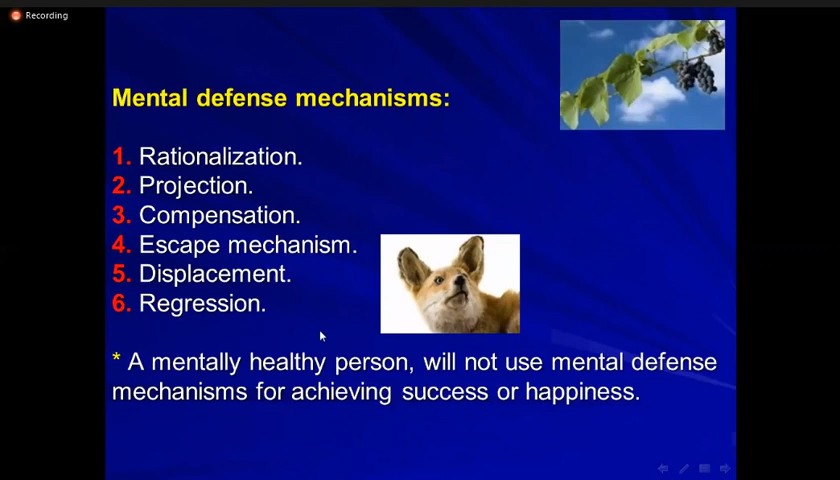 Recording
Mental defense mechanisms:
1. Rationalization.
2. Projection.
3. Compensation.
4. Escape mechanism.
5. Displacement.
6. Regression.
* A mentally healthy person, will not use mental defense
mechanisms for achieving success or happiness.